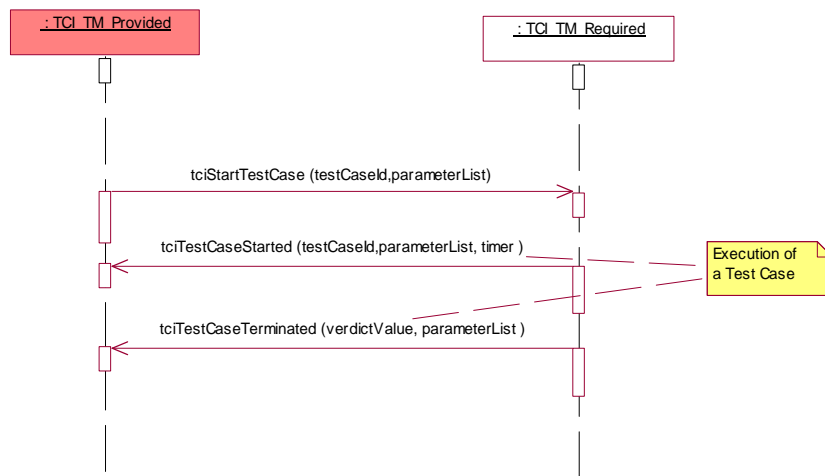 : TCI_TM_Provided
: TCI_TM_Required
tciStartTestCase (testCaseId,parameterList)
tciTestCaseStarted (testCaseId,parameterList, timer )
Execution of
a Test Case
tciTestCaseTerminated (verdictValue, parameterList )